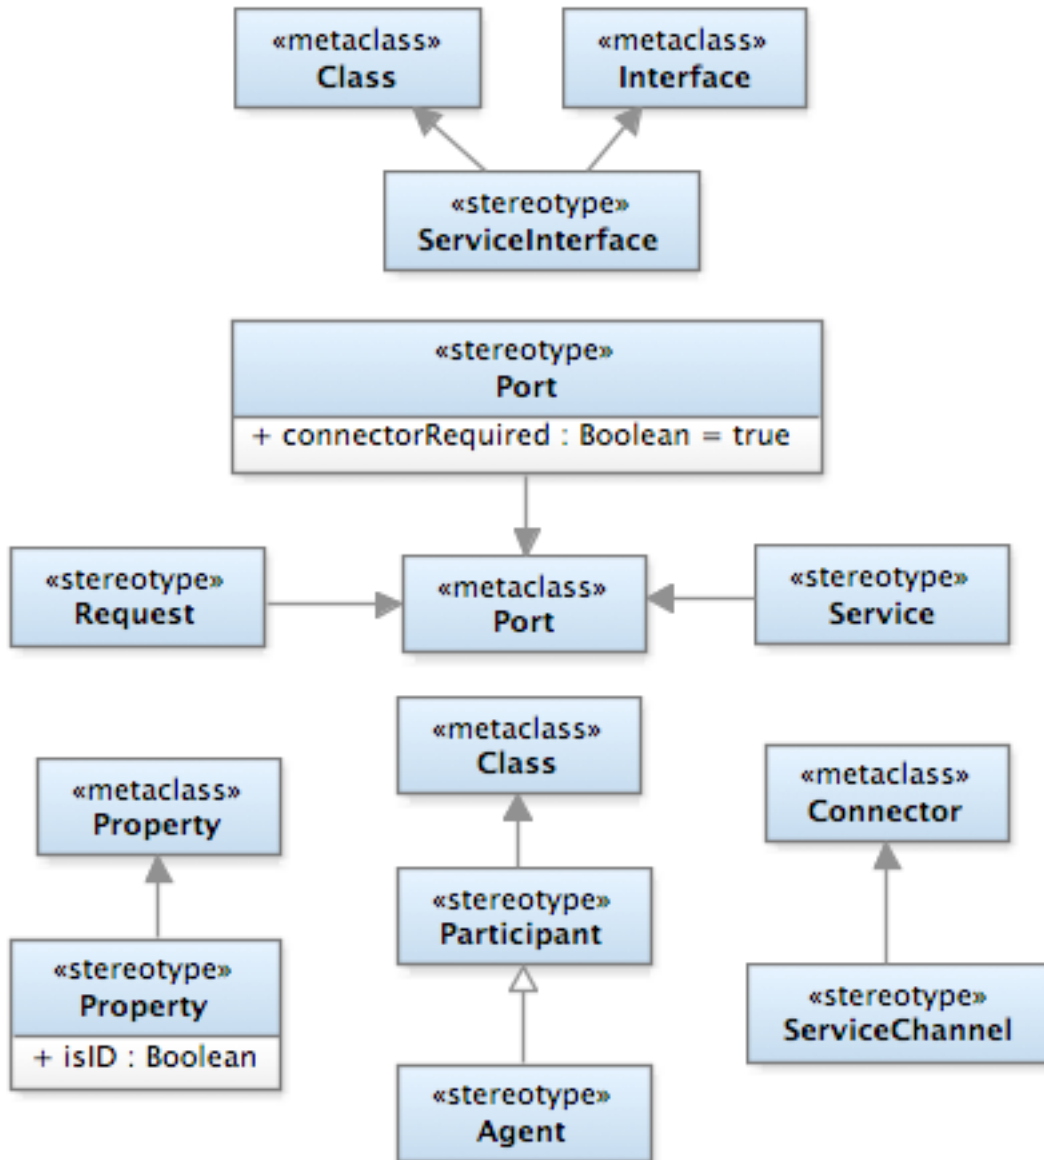 «metaclass»
Class
«metaclass»
Interface
«stereotype»
ServiceInterface
«stereotype»
Port
+ connectorRequired : Boolean = true
«stereotype»
Request
«metaclass»
Port
«stereotype»
Service
«metaclass»
Property
«metaclass»
Class
«metaclass»
Connector
«stereotype»
Property
+ isID : Boolean
«stereotype»
Participant
«stereotype»
ServiceChannel
«stereotype»
Agent